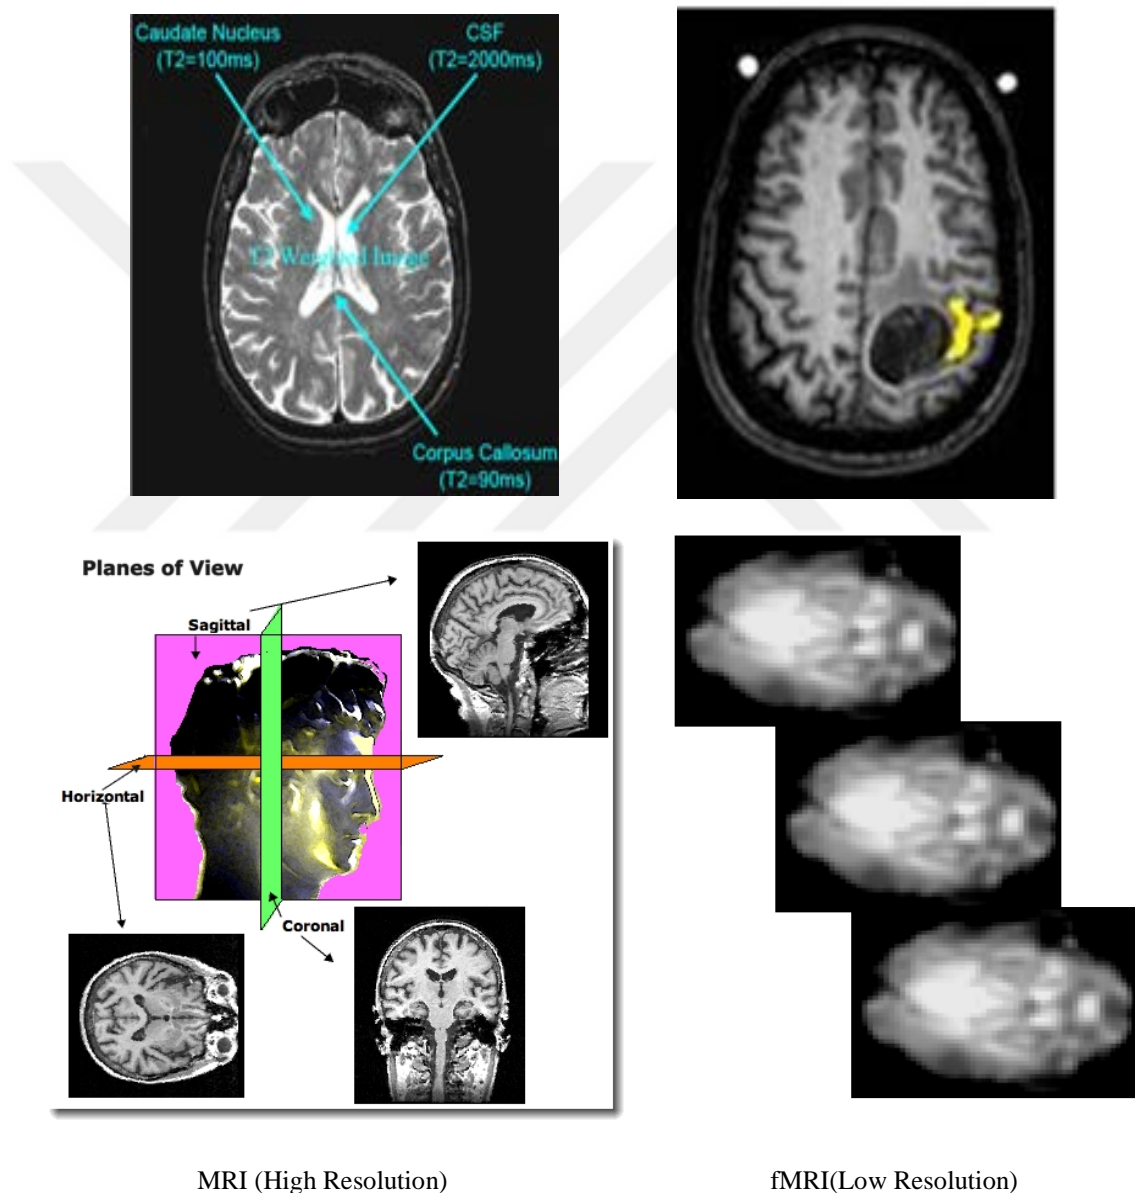 Caudate Nucleus
(T2=100ms)
CSF
(T2=2000ms)
T2 Weighted Image
Corpus Callosum
(T2=90ms)
Planes of View
Sagittal
Horizontal
Coronal
MRI (High Resolution)
fMRI(Low Resolution)